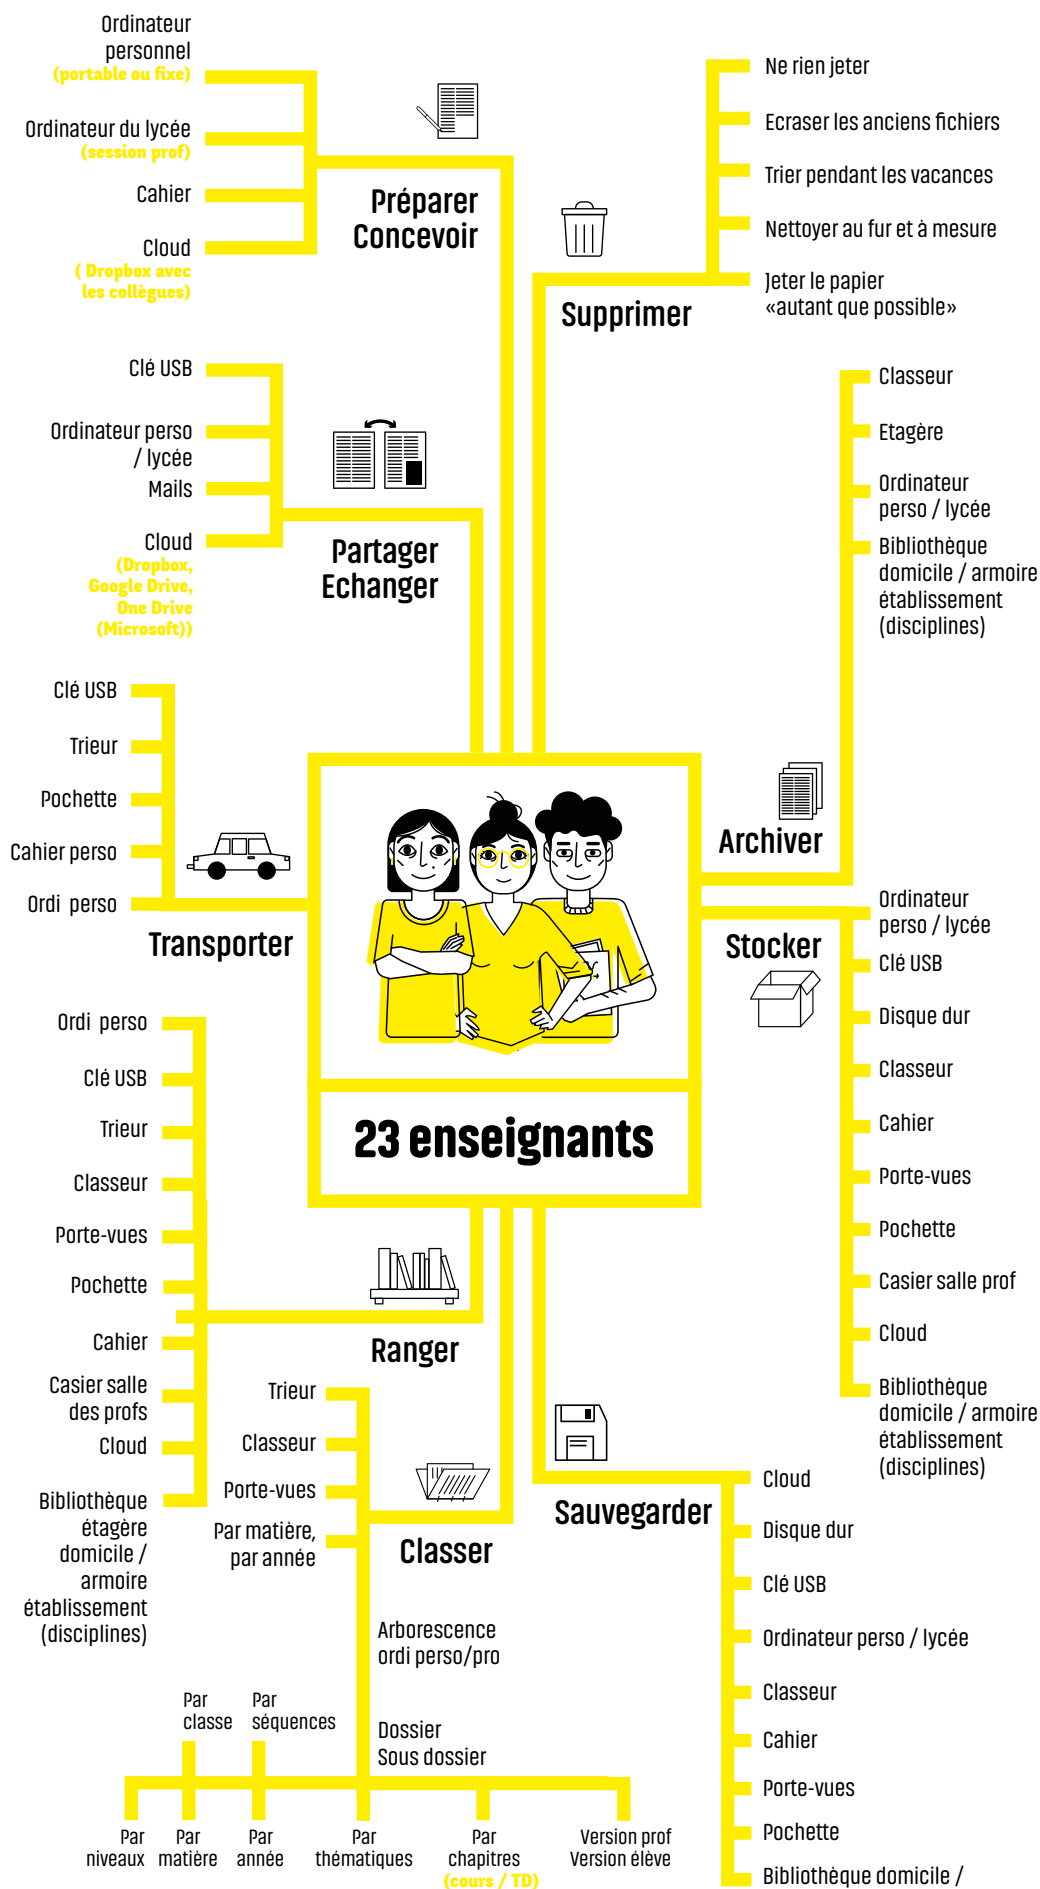 Ordinateur
personnel
(portable ou fixe)
Ordinateur du lycée
(session prof)
Cahier
Cloud
( Dropbox avec
les collègues)
Préparer
Concevoir
Ne rien jeter
Ecraser les anciens fichiers
Trier pendant les vacances
Nettoyer au fur et à mesure
Jeter le papier
«autant que possible»
Supprimer
Clé USB
Ordinateur perso
/ lycée
Mails
Cloud
(Dropbox,
Google Drive,
One Drive
(Microsoft))
Partager
Echanger
Classeur
Etagère
Ordinateur
perso / lycée
Bibliothèque
domicile / armoire
établissement
(disciplines)
Archiver
Clé USB
Trieur
Pochette
Cahier perso
Ordi perso
Transporter
Stocker
Ordinateur
perso / lycée
Clé USB
Disque dur
Classeur
Cahier
Porte-vues
Pochette
Casier salle prof
Cloud
Bibliothèque
domicile / armoire
établissement
(disciplines)
23 enseignants
Ordi perso
Clé USB
Trieur
Classeur
Porte-vues
Pochette
Cahier
Casier salle
des profs
Cloud
Bibliothèque
étagère
domicile /
armoire
établissement
(disciplines)
Ranger
Trieur
Classeur
Porte-vues
Par matière,
par année
Classer
Arborescence
ordi perso/pro
Dossier
Sous dossier
Par
classe
Par
séquences
Par
niveaux
Par
matière
Par
année
Par
thématiques
Par
chapitres
(cours / TD)
Version prof
Version élève
Sauvegarder
Cloud
Disque dur
Clé USB
Ordinateur perso / lycée
Classeur
Cahier
Porte-vues
Pochette
Bibliothèque domicile /